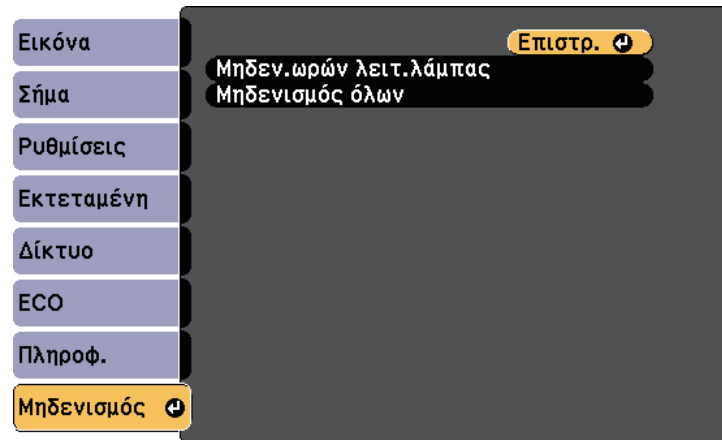 Εικόνα
Σήμα
Ρυθμίσεις
Εκτεταμένη
Δίκτυο
ECO
Πληροφ.
Μηδενισμός
Επιστρ.
Μηδεν.ωρών λειτ.λάμπας
Μηδενισμός όλων